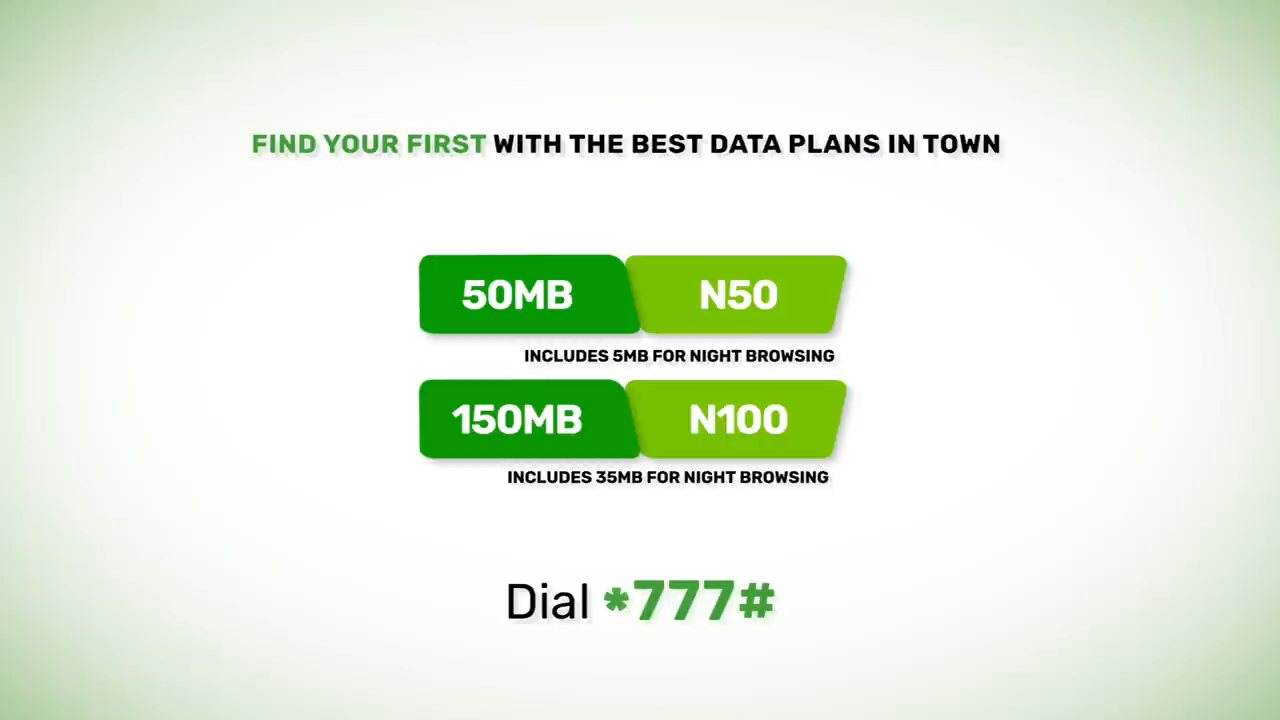 FIND YOUR FIRST WITH THE BEST DATA PLANS IN TOWN
50MB N50
INCLUDES 5MB FOR NIGHT BROWSING
150MB N100
INCLUDES 35MB FOR NIGHT BROWSING
Dial *777#